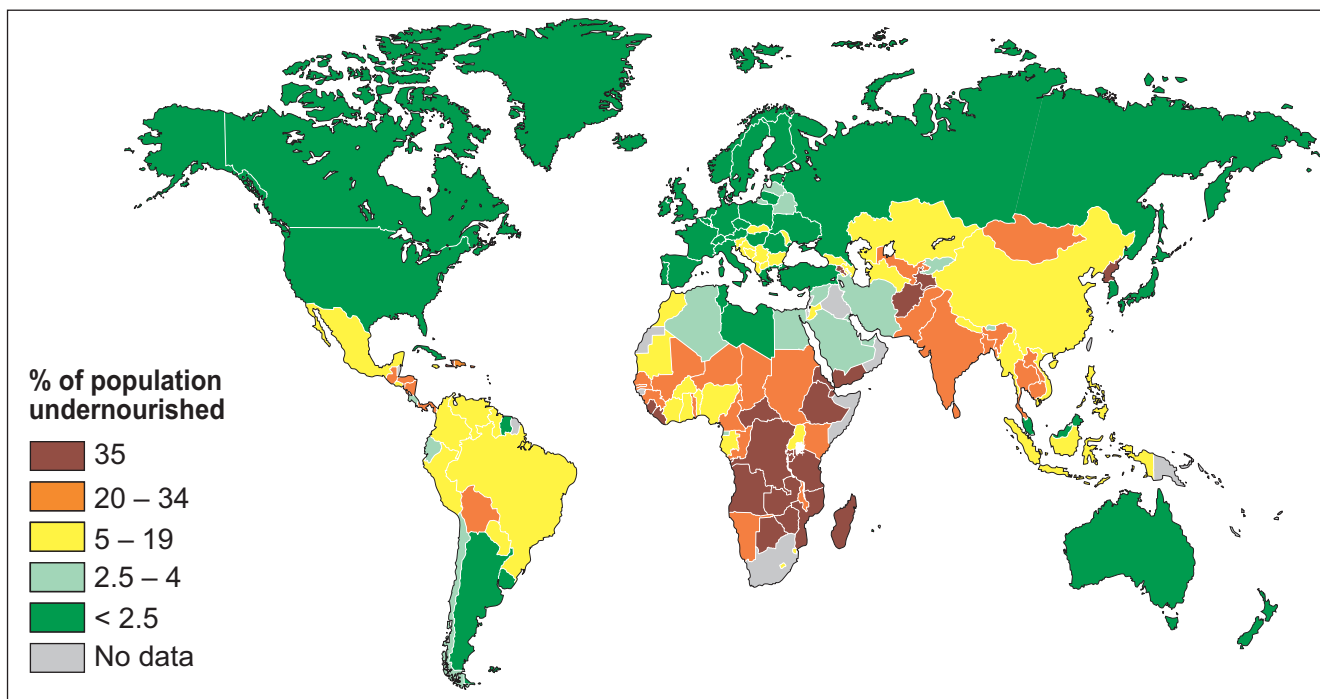 % of population
undernourished
35
20 – 34
5 – 19
2.5 – 4
< 2.5
No data